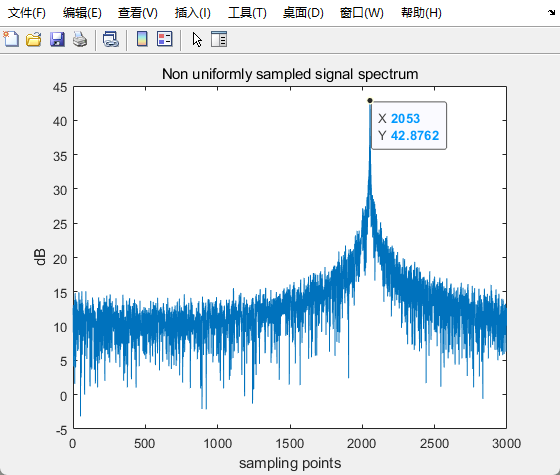 文件(F) 编辑(E) 查看(V) 插入(I) 工具(T) 桌面(D) 窗口(W) 帮助(H)
Non uniformly sampled signal spectrum
45
40
35
30
25
20
15
10
5
0
-5
dB
X 2053
Y 42.8762
0 500 1000 1500 2000 2500 3000
sampling points